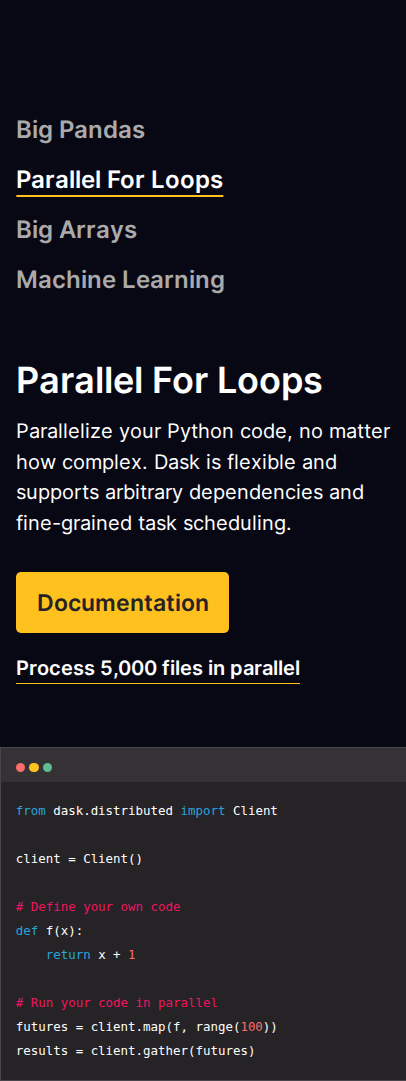 Big Pandas
Parallel For Loops
Big Arrays
Machine Learning
Parallel For Loops
Parallelize your Python code, no matter
how complex. Dask is flexible and
supports arbitrary dependencies and
fine-grained task scheduling.
Documentation
Process 5,000 files in parallel
from dask.distributed import Client
client = Client()
# Define your own code
def f(x):
    return x + 1
# Run your code in parallel
futures = client.map(f, range(100))
results = client.gather(futures)